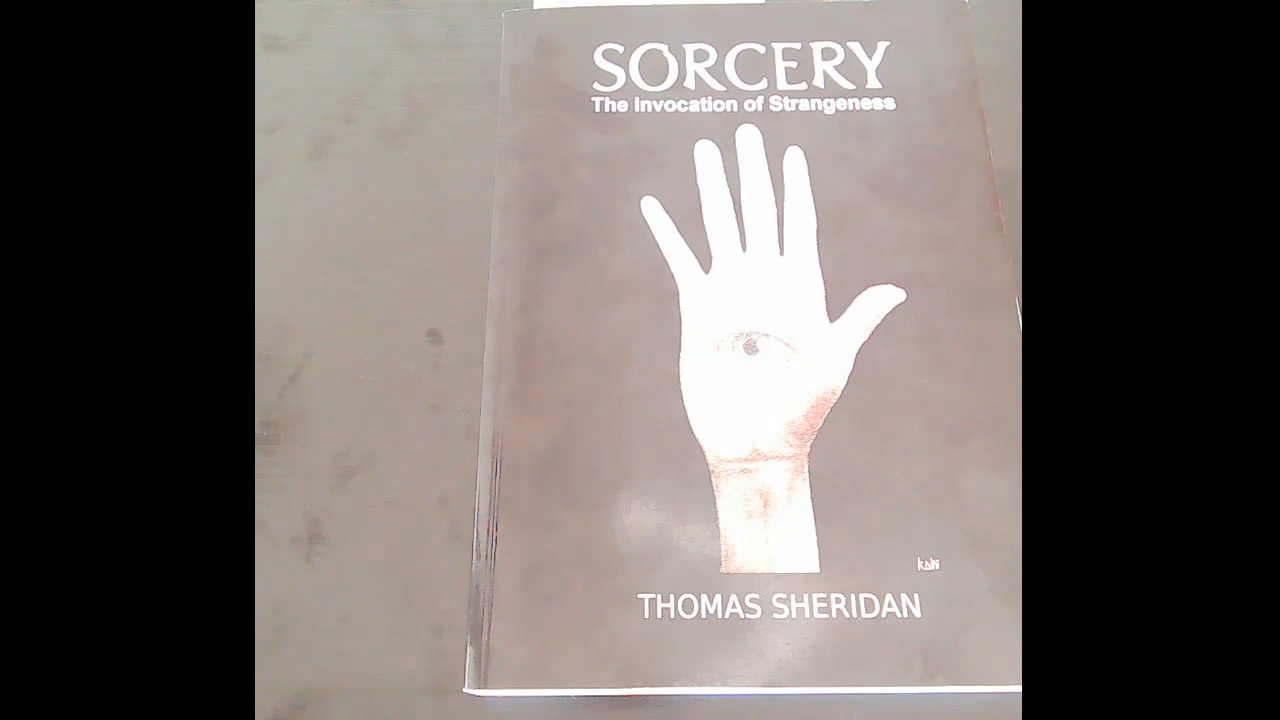 SORCERY
The Invocation of Strangeness
THOMAS SHERIDAN